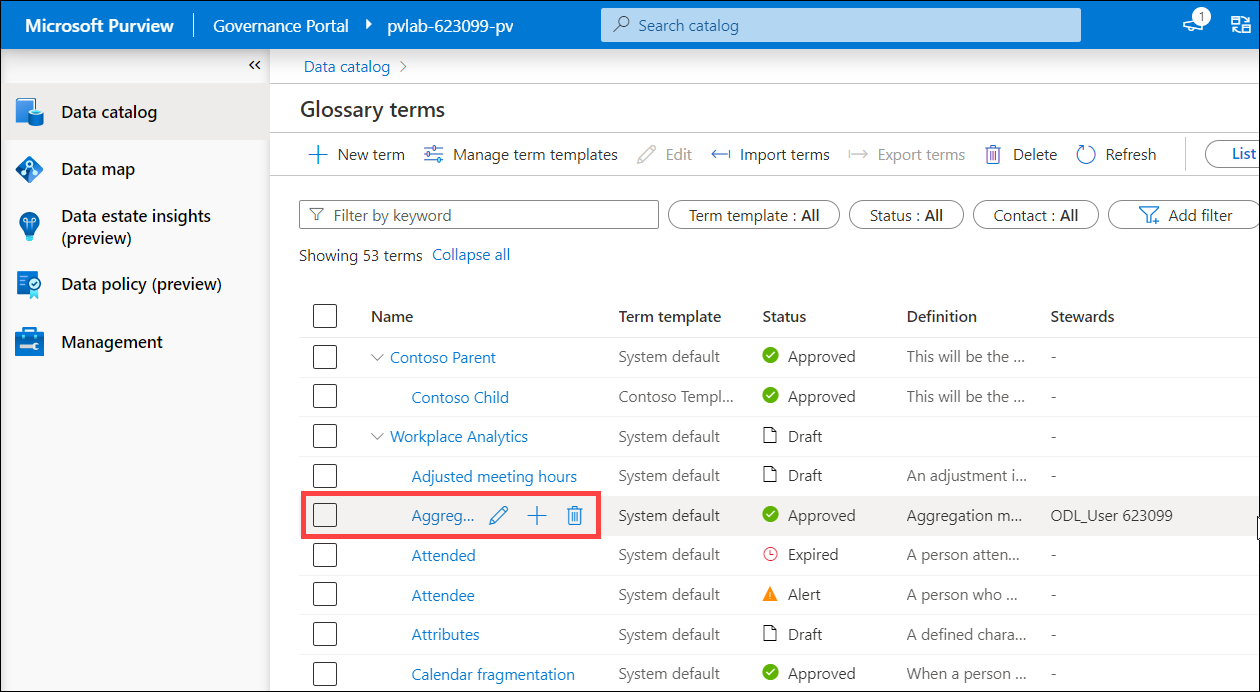 Microsoft Purview Governance Portal pvlab-623099-pv Search catalog 1
Data catalog
Data catalog
Data map
Data estate insights
(preview)
Data policy (preview)
Management
Glossary terms
New term Manage term templates Edit Import terms Export terms Delete Refresh List
Filter by keyword Term template : All Status : All Contact : All Add filter
Showing 53 terms Collapse all
Name Term template Status Definition Stewards
Contoso Parent System default Approved This will be the ... -
Contoso Child Contoso Templ... Approved This will be the ... -
Workplace Analytics System default Draft -
Adjusted meeting hours System default Draft An adjustment i... -
Aggreg... System default Approved Aggregation m... ODL_User 623099
Attended System default Expired A person atten... -
Attendee System default Alert A person who ... -
Attributes System default Draft A defined chara... -
Calendar fragmentation System default Approved When a person ... -